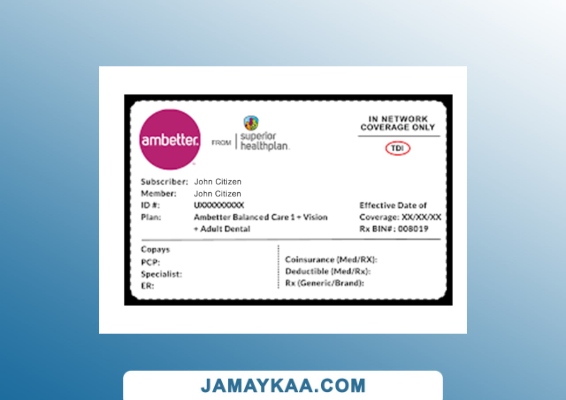 ambetter.
FROM
superior
healthplan.
IN NETWORK
COVERAGE ONLY
TDI
Subscriber: John Citizen
Member: John Citizen
ID #: UXXXXXXXXX
Plan: Ambetter Balanced Care 1 + Vision
+ Adult Dental
Effective Date of
Coverage: XX/XX/XX
Rx BIN#: 008019
Copays
PCP:
Specialist:
ER:
Coinsurance (Med/RX):
Deductible (Med/Rx):
Rx (Generic/Brand):
JAMAYKAA.COM